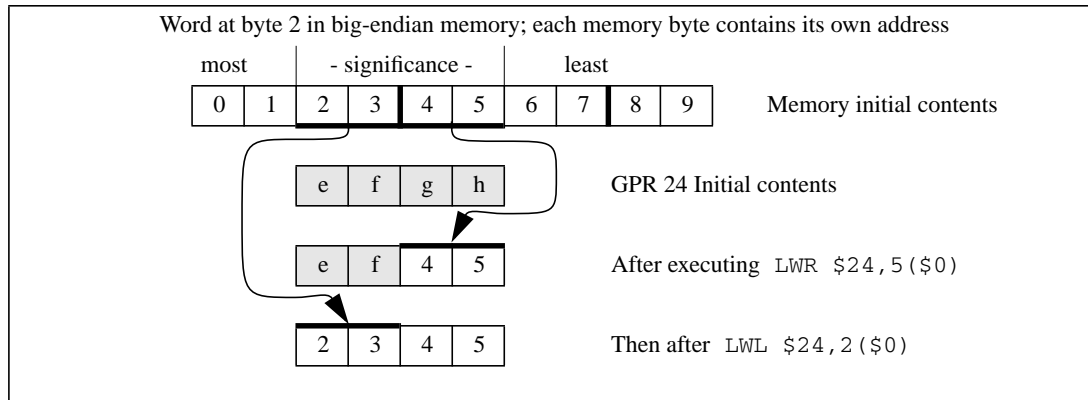 Word at byte 2 in big-endian memory; each memory byte contains its own address
most - significance - least
0 1 2 3 4 5 6 7 8 9 Memory initial contents
e f g h GPR 24 Initial contents
e f 4 5 After executing LWR $24,5($0)
2 3 4 5 Then after LWL $24,2($0)